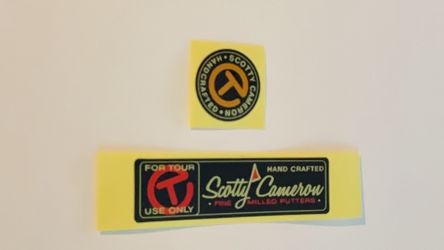 SCOTTY CAMERON
HANDCRAFTED
T
FOR TOUR
T
USE ONLY
HAND CRAFTED
Scotty Cameron
FINE MILLED PUTTERS